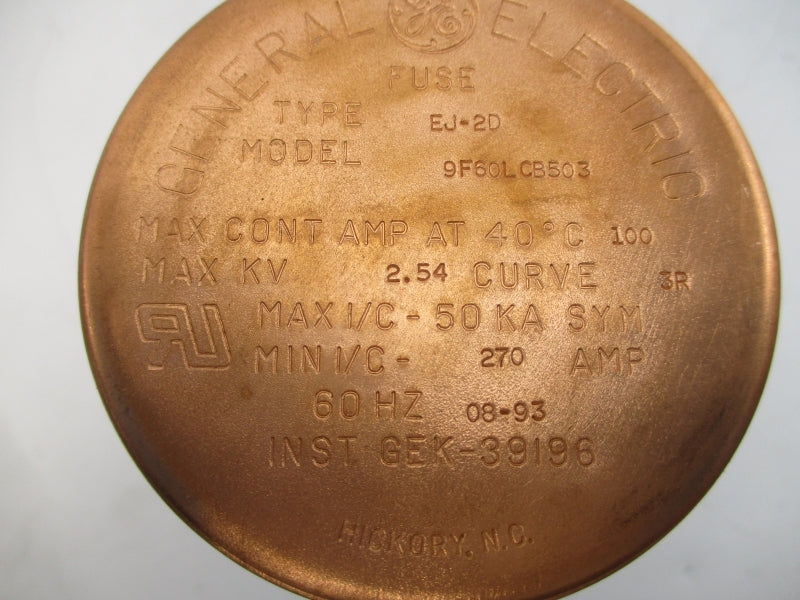 GENERAL GE ELECTRIC
FUSE
TYPE EJ-2D
MODEL 9F60LCB503
MAX CONT AMP AT 40°C 100
MAX KV 2.54 CURVE 3R
MAX I/C - 50 KA SYM
MIN I/C - 270 AMP
60 HZ 08-93
INST GEK-39196
HICKORY, N.C.